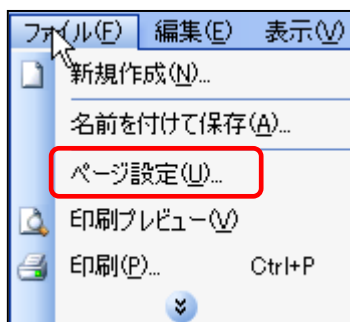 ファイル(F) 編集(E) 表示(V)
新規作成(N)...
名前を付けて保存(A)...
ページ設定(U)...
印刷プレビュー(V)
印刷(P)... Ctrl+P